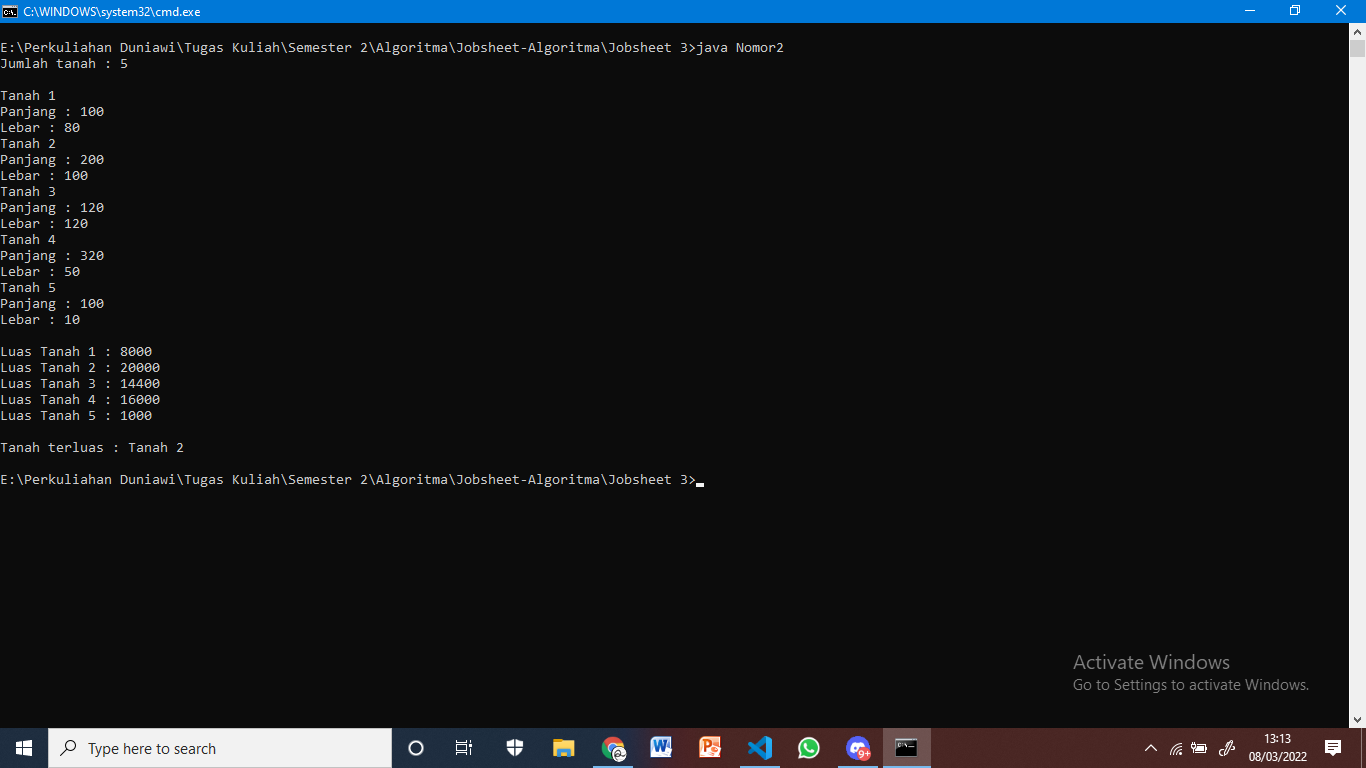 C:\WINDOWS\system32\cmd.exe
E:\Perkuliahan Duniawi\Tugas Kuliah\Semester 2\Algoritma\Jobsheet-Algoritma\Jobsheet 3>java Nomor2
Jumlah tanah : 5
Tanah 1
Panjang : 100
Lebar : 80
Tanah 2
Panjang : 200
Lebar : 100
Tanah 3
Panjang : 120
Lebar : 120
Tanah 4
Panjang : 320
Lebar : 50
Tanah 5
Panjang : 100
Lebar : 10
Luas Tanah 1 : 8000
Luas Tanah 2 : 20000
Luas Tanah 3 : 14400
Luas Tanah 4 : 16000
Luas Tanah 5 : 1000
Tanah terluas : Tanah 2
E:\Perkuliahan Duniawi\Tugas Kuliah\Semester 2\Algoritma\Jobsheet-Algoritma\Jobsheet 3>
Activate Windows
Go to Settings to activate Windows.
Type here to search
9+
13:13
08/03/2022